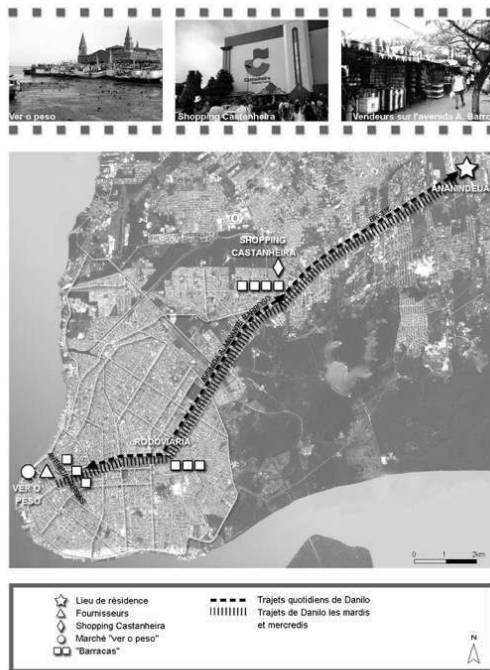 Ver o peso
Castanheira
Shopping Castanheira
Vendeurs sur l'avenida A. Barro
ANANINDEUA
SHOPPING
CASTANHEIRA
RODOVIARIA
VER O
PESO
0 1 2km
Lieu de résidence
Fournisseurs
Shopping Castanheira
Marché "ver o peso"
"Barracas"
Trajets quotidiens de Danilo
Trajets de Danilo les mardis
et mercredis
N